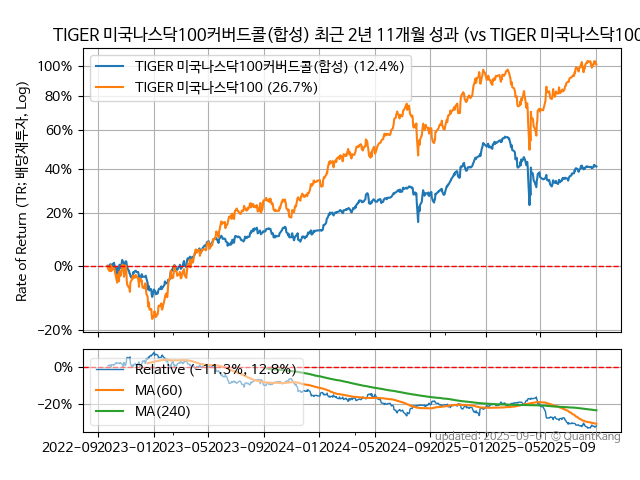 TIGER 미국나스닥100커버드콜(합성) 최근 2년 11개월 성과 (vs TIGER 미국나스닥100
TIGER 미국나스닥100커버드콜(합성) (12.4%)
TIGER 미국나스닥100 (26.7%)
Rate of Return (TR: 배당재투자, Log)
100%
80%
60%
40%
20%
0%
−20%
Relative (−11.3%, 12.8%)
MA(60)
MA(240)
0%
−20%
2022−09
2023−01
2023−05
2023−09
2024−01
2024−05
2024−09
2025−01
2025−05
2025−09
updated: 2025-09-01 © QuantKang